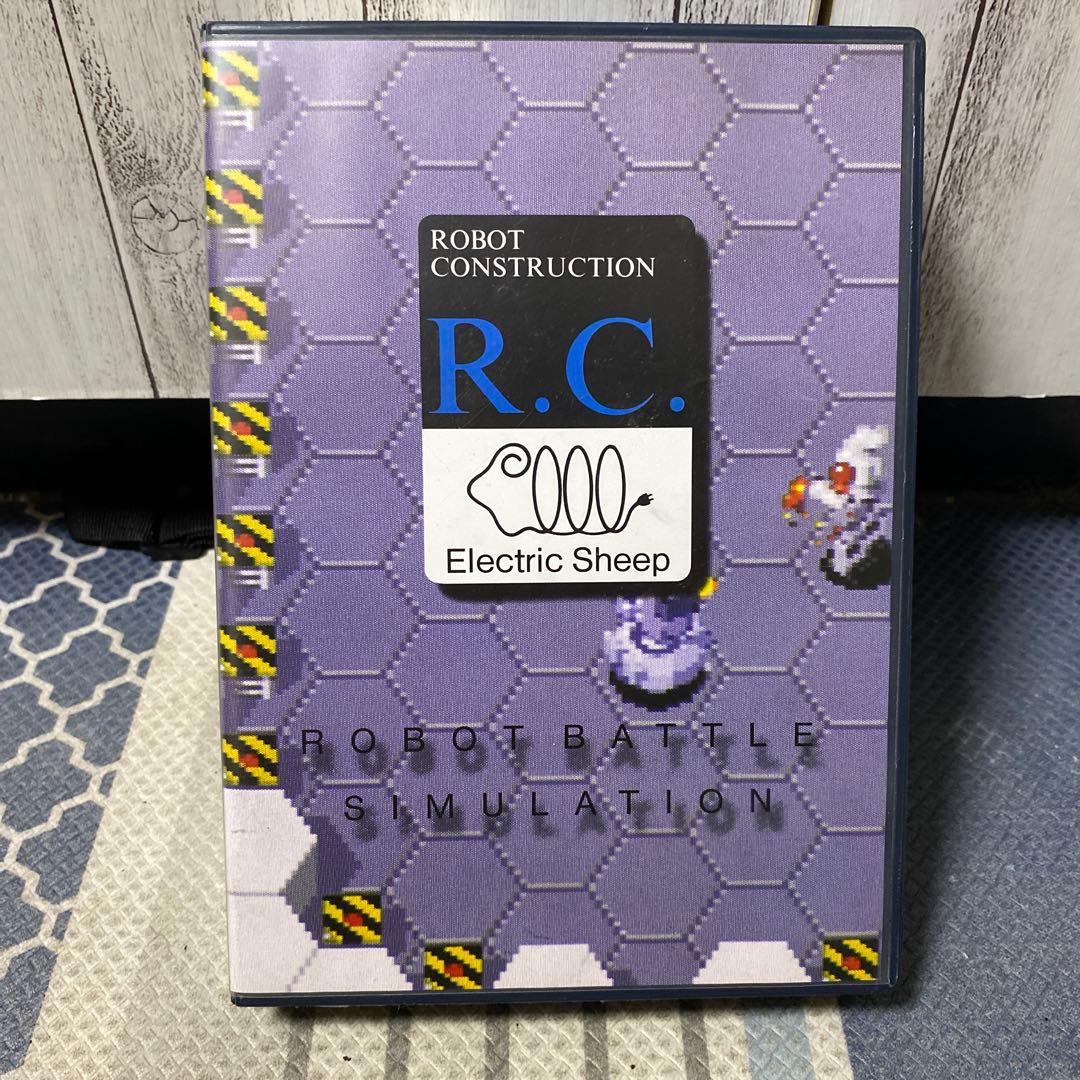 ROBOT
CONSTRUCTION
R.C.
Electric Sheep
ROBOT BATTLE
SIMULATION